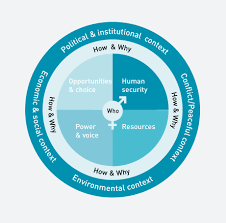 Political & institutional context
How & Why
Opportunities
& choice
Human
security
Economic & social context
How & Why
Who
How & Why
Conflict/Peaceful context
Power
& voice
Resources
How & Why
Environmental context